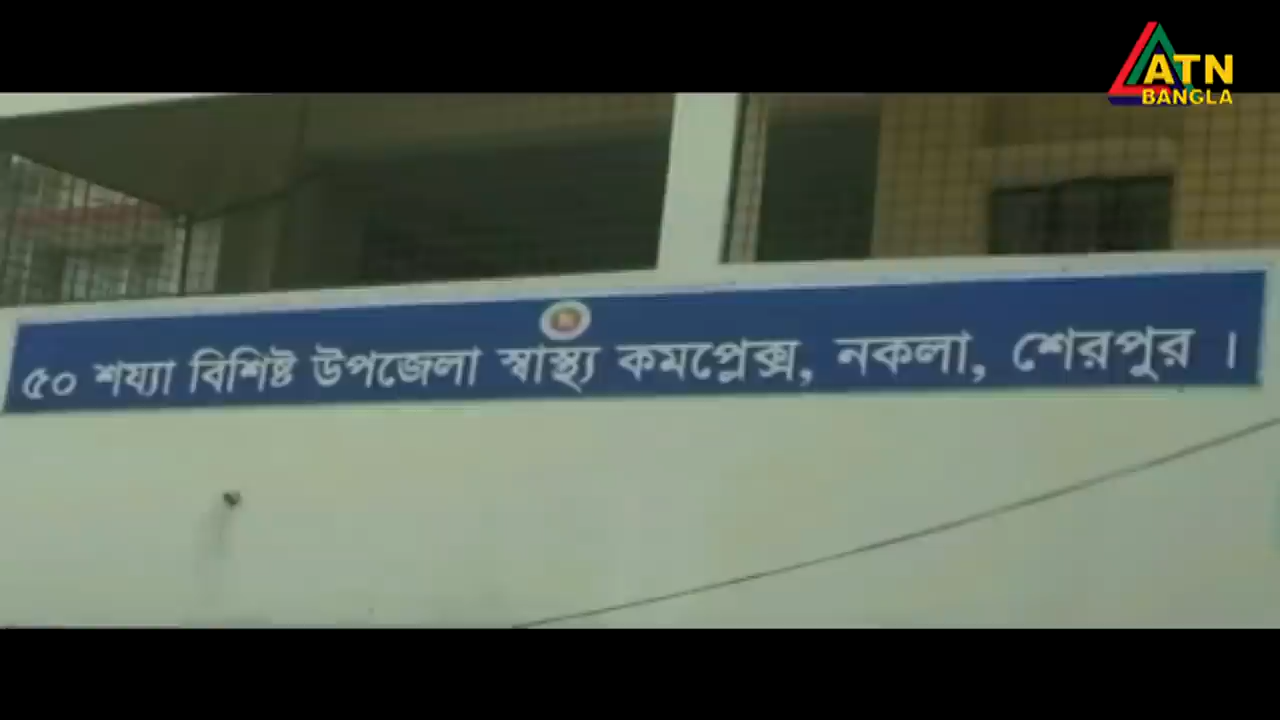 ATN
BANGLA
৫০ শয্যা বিশিষ্ট উপজেলা স্বাস্থ্য কমপ্লেক্স, নকলা, শেরপুর ।